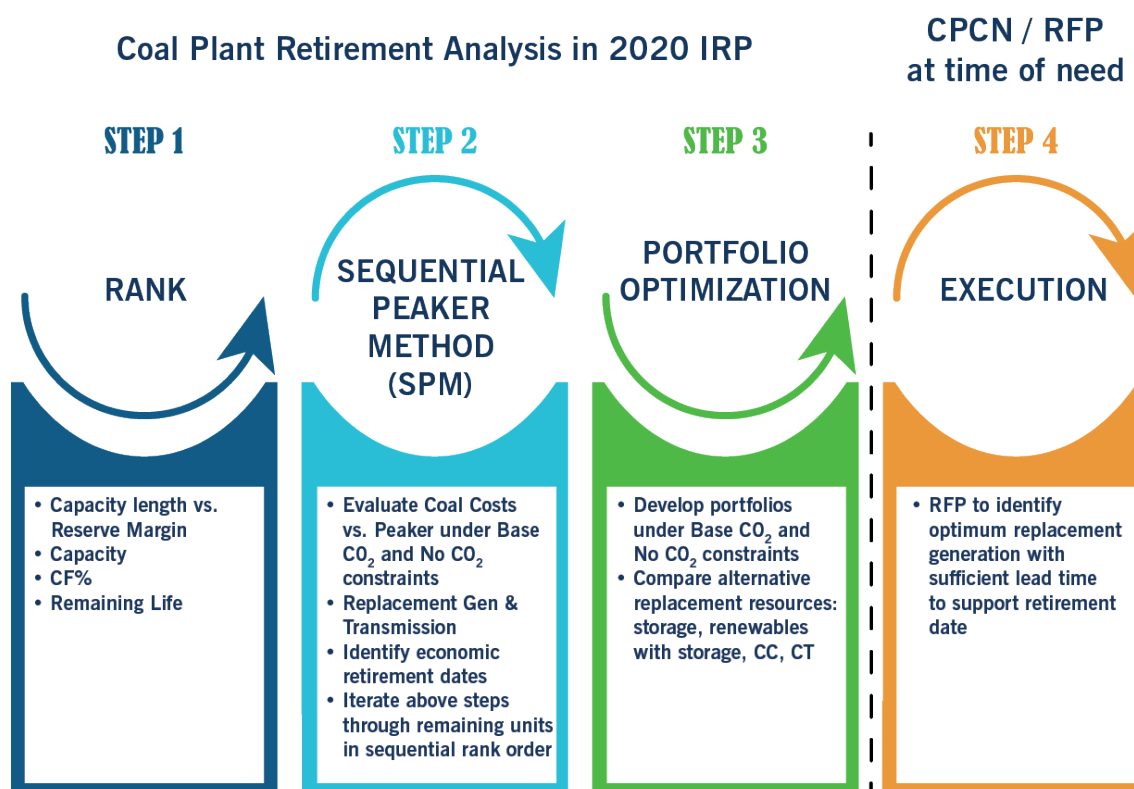 Coal Plant Retirement Analysis in 2020 IRP
CPCN / RFP
at time of need
STEP 1
RANK
• Capacity length vs.
Reserve Margin
• Capacity
• CF%
• Remaining Life
STEP 2
SEQUENTIAL
PEAKER
METHOD
(SPM)
• Evaluate Coal Costs
vs. Peaker under Base
CO₂ and No CO₂
constraints
• Replacement Gen &
Transmission
• Identify economic
retirement dates
• Iterate above steps
through remaining units
in sequential rank order
STEP 3
PORTFOLIO
OPTIMIZATION
• Develop portfolios
under Base CO₂ and
No CO₂ constraints
• Compare alternative
replacement resources:
storage, renewables
with storage, CC, CT
STEP 4
EXECUTION
• RFP to identify
optimum replacement
generation with
sufficient lead time
to support retirement
date